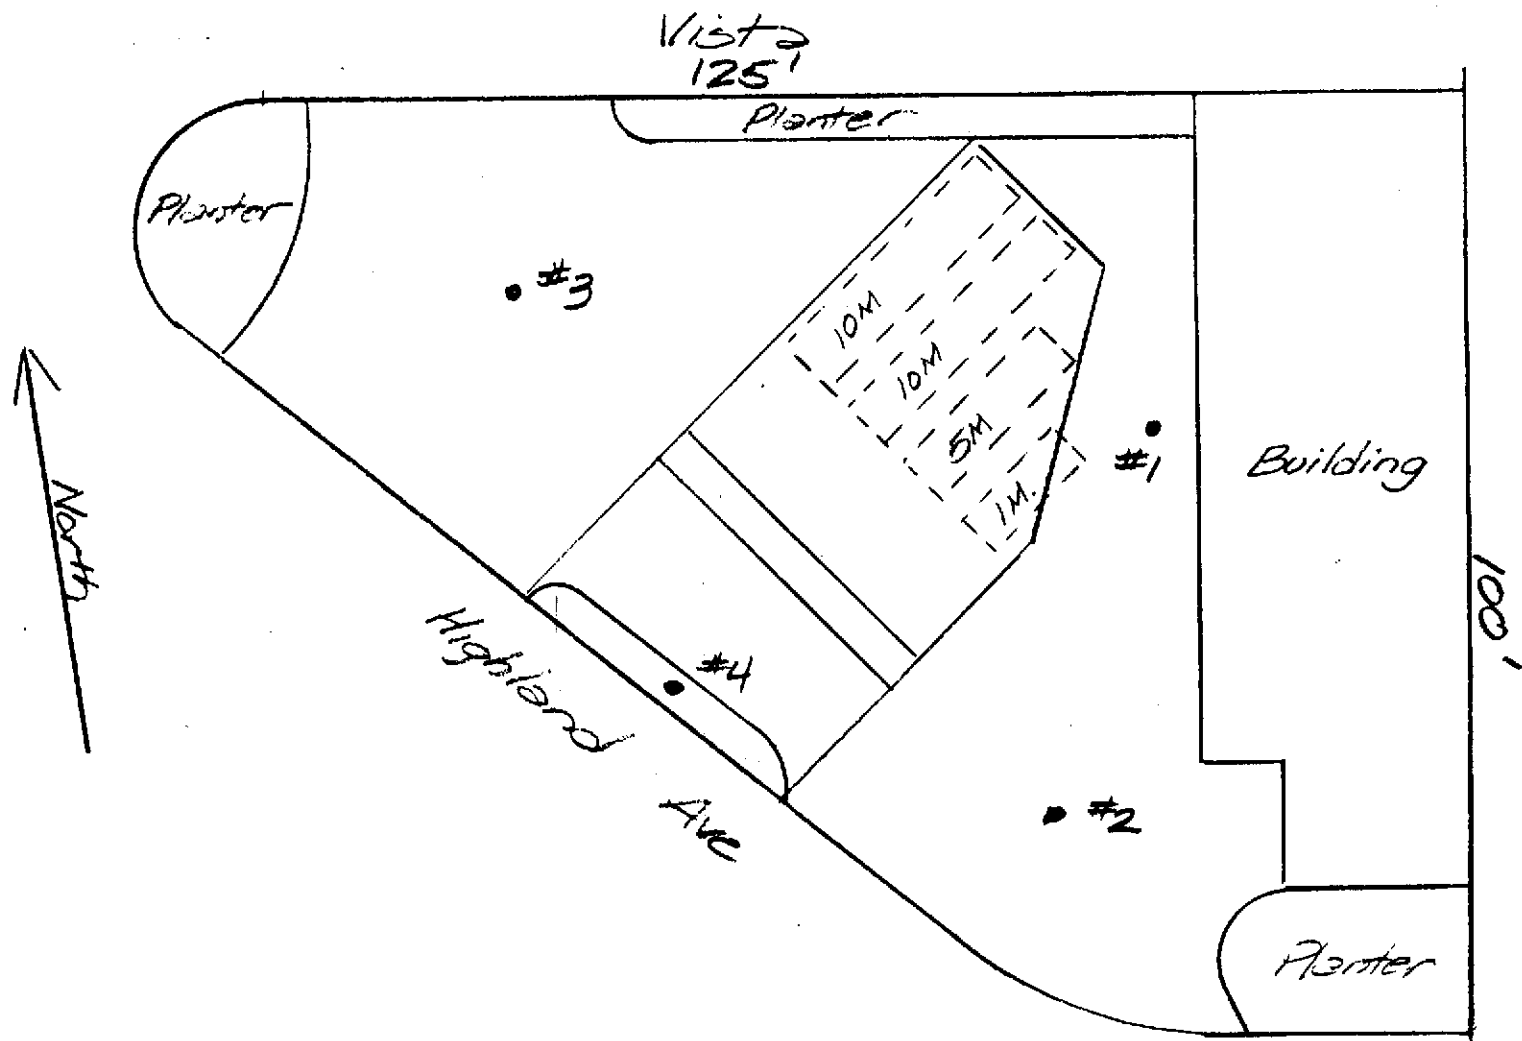 Vista
125'
Planter
Planter
#3
10M
10M
5M
1M.
#1
Building
North
100'
Highland
Ave
#4
#2
Planter